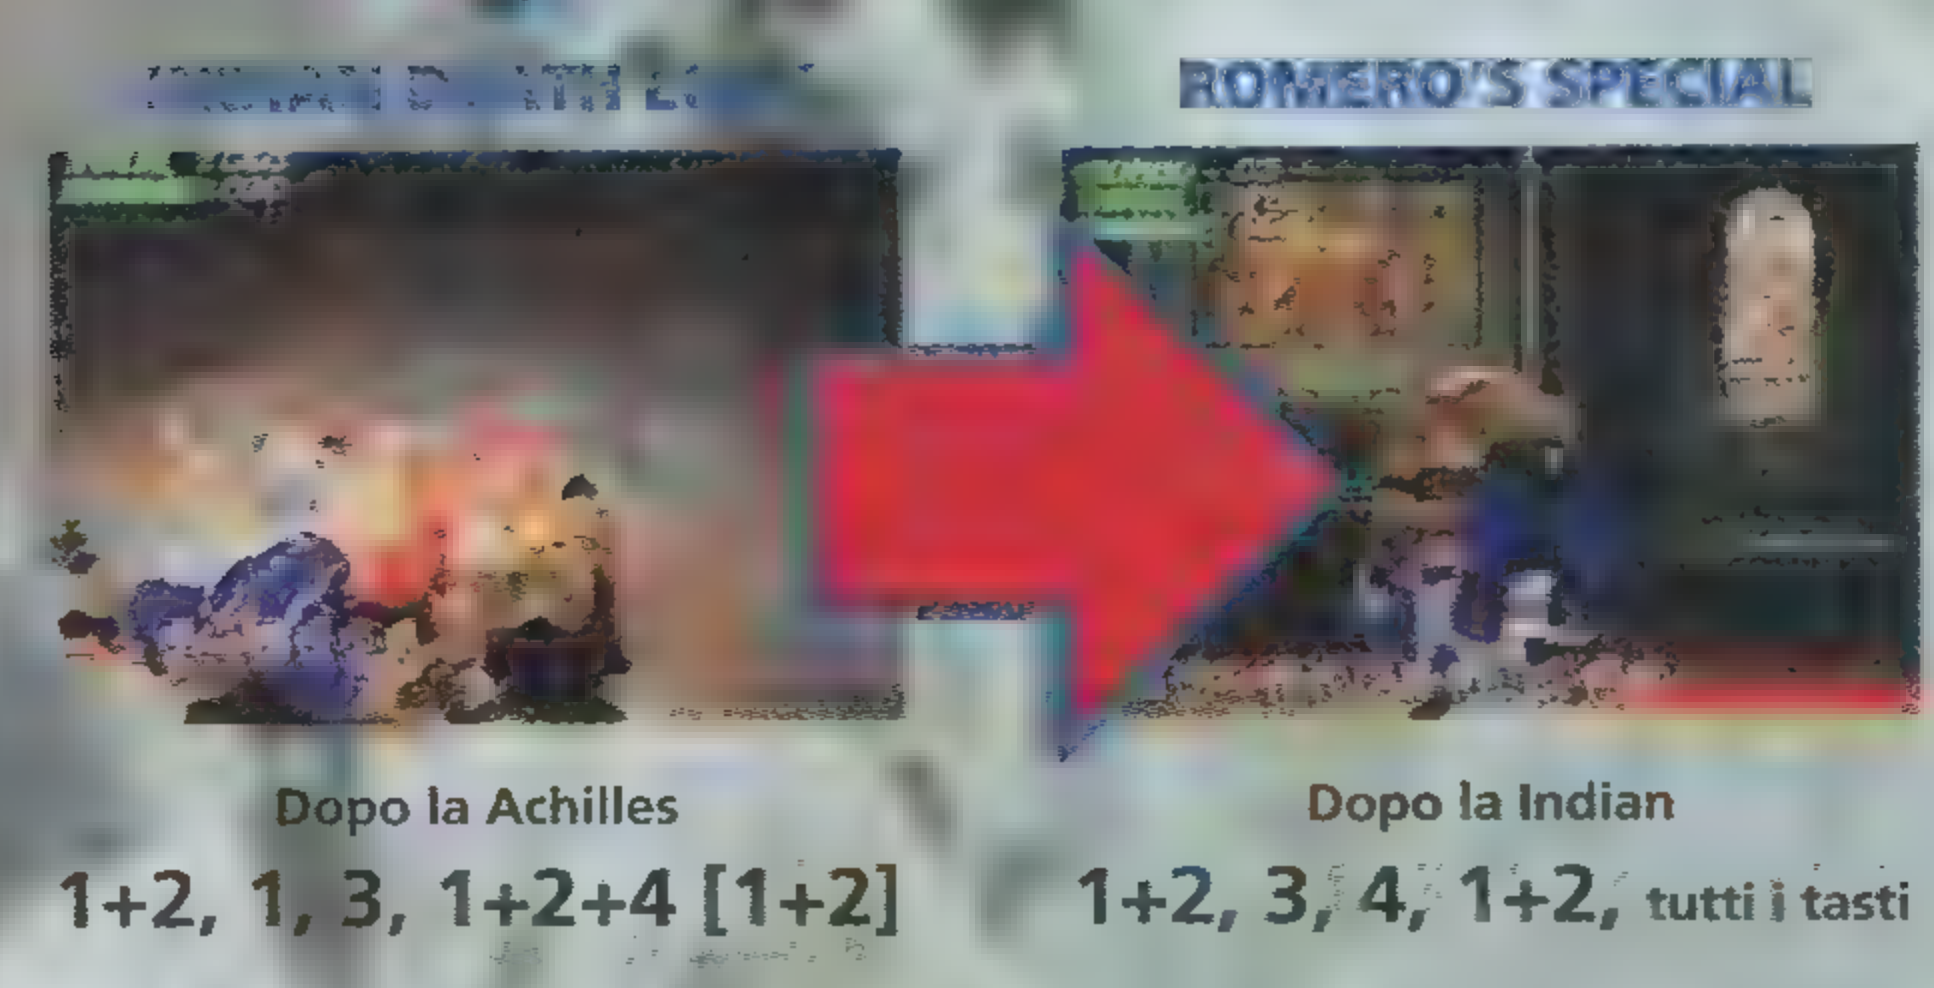 ROMERO'S SPECIAL
Dopo la Achilles
1+2, 1, 3, 1+2+4 [1+2]
Dopo la Indian
1+2, 3, 4, 1+2, tutti i tasti